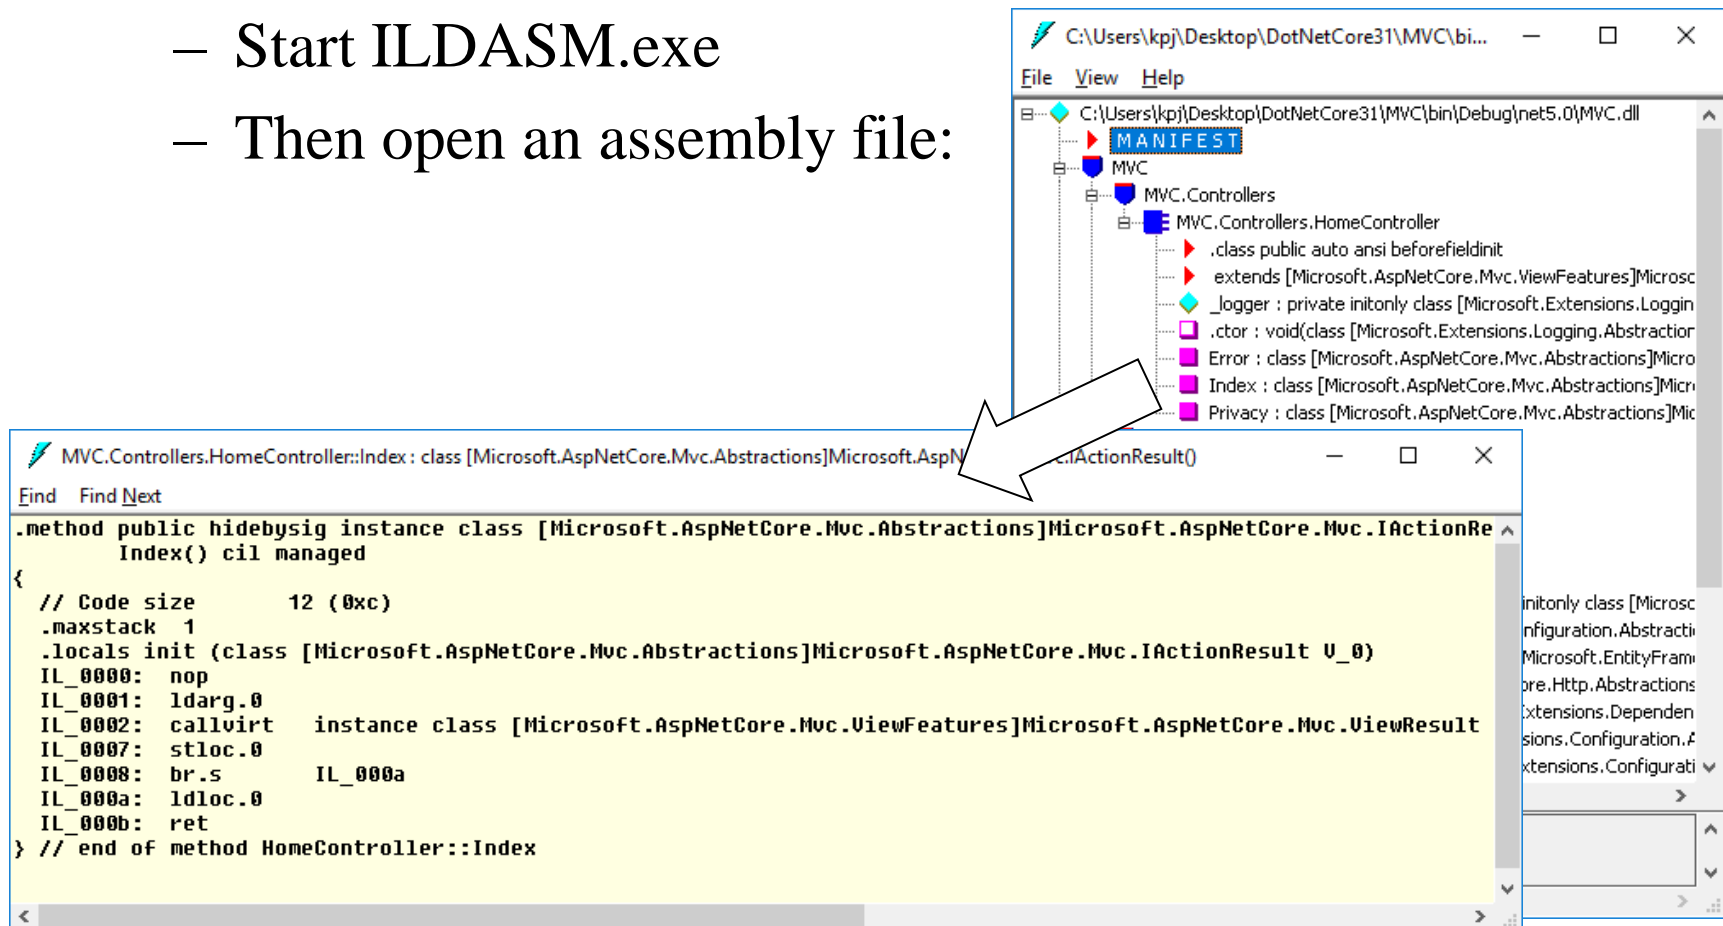 – Start ILDASM.exe
– Then open an assembly file:
C:\Users\kpj\Desktop\DotNetCore31\MVC\bi...
File View Help
C:\Users\kpj\Desktop\DotNetCore31\MVC\bin\Debug\net5.0\MVC.dll
MANIFEST
MVC
MVC.Controllers
MVC.Controllers.HomeController
.class public auto ansi beforefieldinit
extends [Microsoft.AspNetCore.Mvc.ViewFeatures]Microsc
_logger : private initonly class [Microsoft.Extensions.Loggin
.ctor : void(class [Microsoft.Extensions.Logging.Abstraction
Error : class [Microsoft.AspNetCore.Mvc.Abstractions]Micro
Index : class [Microsoft.AspNetCore.Mvc.Abstractions]Micro
Privacy : class [Microsoft.AspNetCore.Mvc.Abstractions]Mic
initonly class [Microsc
nfiguration.Abstracti
Microsoft.EntityFram
ore.Http.Abstractions
Extensions.Dependen
sions.Configuration.A
xtensions.Configurati
MVC.Controllers.HomeController::Index : class [Microsoft.AspNetCore.Mvc.Abstractions]Microsoft.AspN .IActionResult()
Find Find Next
.method public hidebysig instance class [Microsoft.AspNetCore.Mvc.Abstractions]Microsoft.AspNetCore.Mvc.IActionRe
Index() cil managed
{
// Code size 12 (0xc)
.maxstack 1
.locals init (class [Microsoft.AspNetCore.Mvc.Abstractions]Microsoft.AspNetCore.Mvc.IActionResult V_0)
IL_0000: nop
IL_0001: ldarg.0
IL_0002: callvirt instance class [Microsoft.AspNetCore.Mvc.ViewFeatures]Microsoft.AspNetCore.Mvc.ViewResult
IL_0007: stloc.0
IL_0008: br.s IL_000a
IL_000a: ldloc.0
IL_000b: ret
} // end of method HomeController::Index